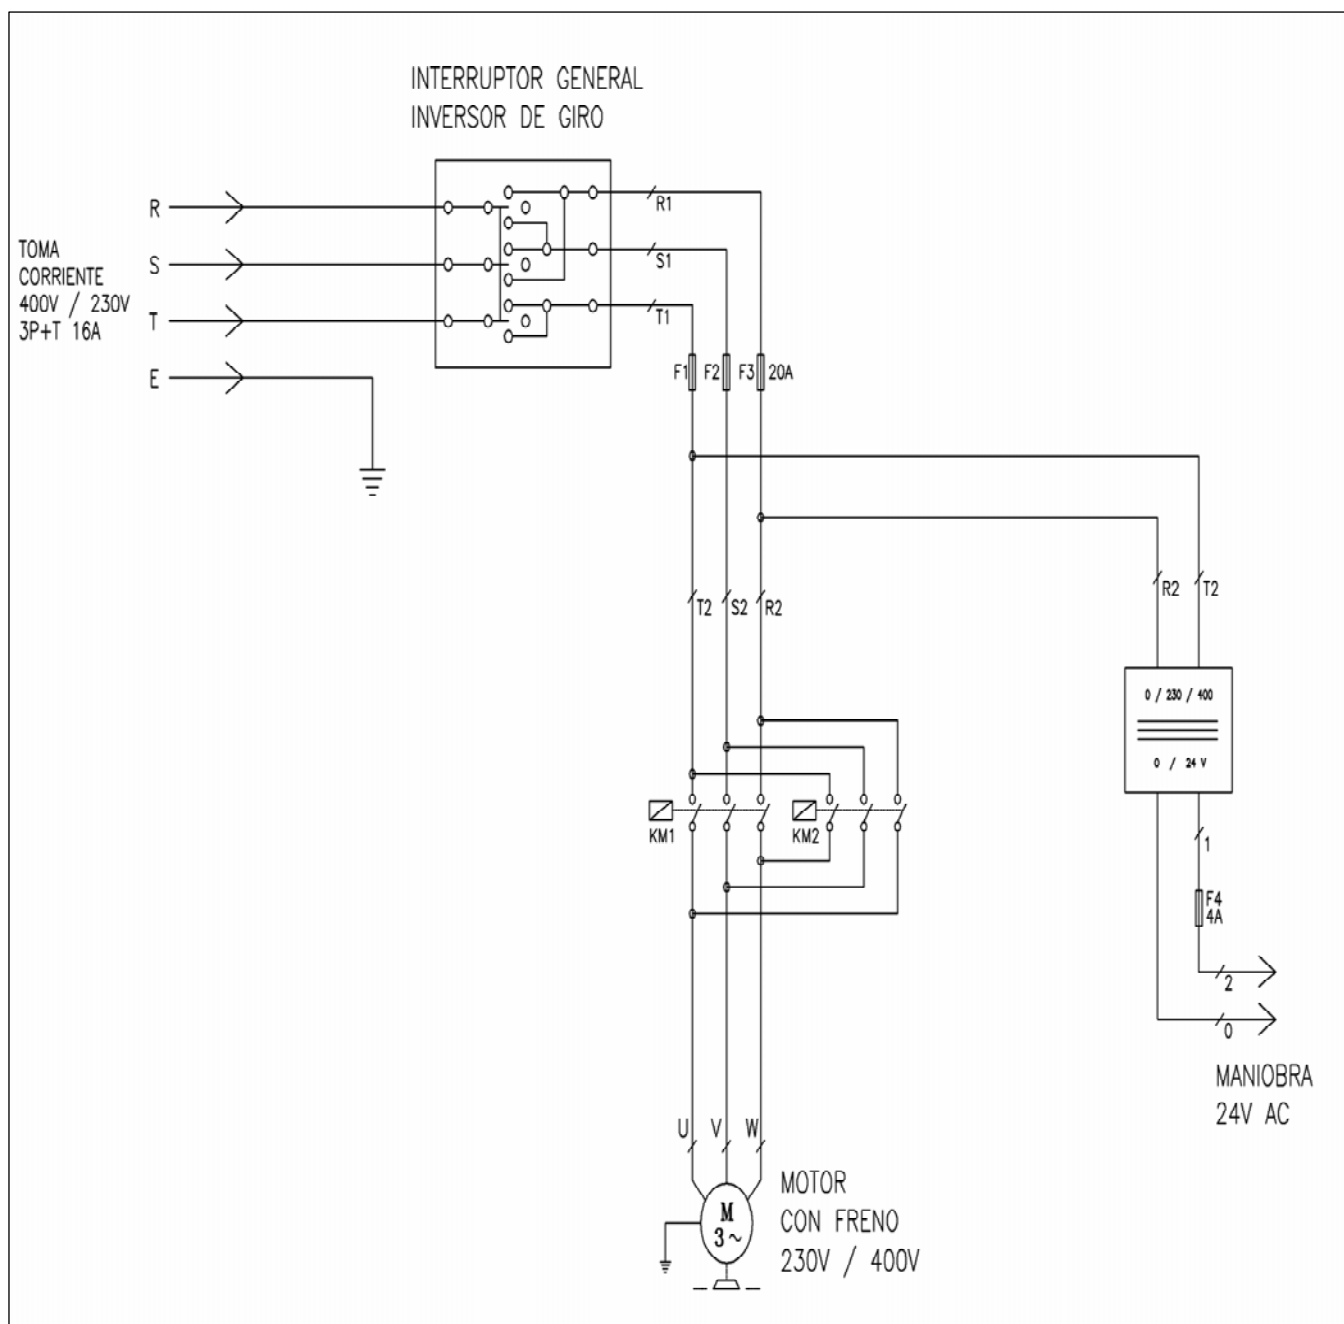 INTERRUPTOR GENERAL
INVERSOR DE GIRO
TOMA
CORRIENTE
400V / 230V
3P+T 16A
R
S
T
E
R1
S1
T1
F1
F2
F3
20A
T2
S2
R2
R2
T2
0 / 230 / 400
0 / 24 V
KM1
KM2
1
F4
4A
2
0
MANIOBRA
24V AC
U
V
W
M
3~
MOTOR
CON FRENO
230V / 400V